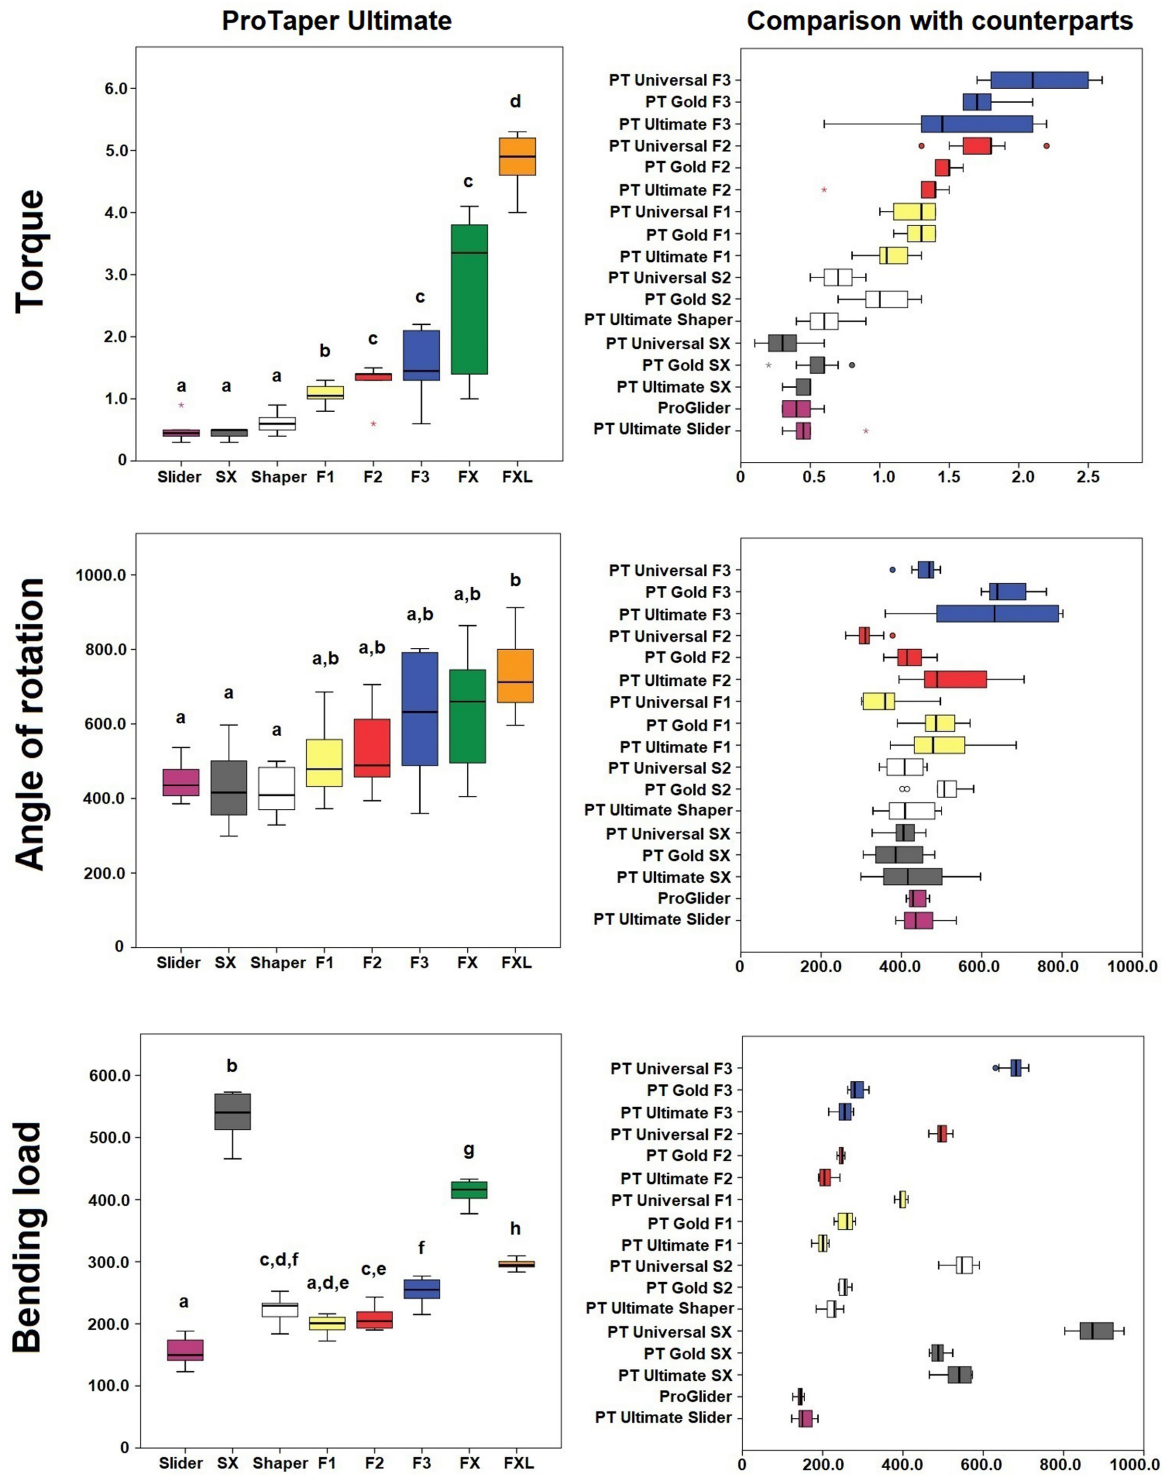 ProTaper Ultimate
Comparison with counterparts
Torque
6.0
5.0
4.0
3.0
2.0
1.0
0
a
a
a
b
c
c
c
d
Slider SX Shaper F1 F2 F3 FX FXL
PT Universal F3
PT Gold F3
PT Ultimate F3
PT Universal F2
PT Gold F2
PT Ultimate F2
PT Universal F1
PT Gold F1
PT Ultimate F1
PT Universal S2
PT Gold S2
PT Ultimate Shaper
PT Universal SX
PT Gold SX
PT Ultimate SX
ProGlider
PT Ultimate Slider
0 0.5 1.0 1.5 2.0 2.5
Angle of rotation
1000.0
800.0
600.0
400.0
200.0
0
a
a
a
a,b
a,b
a,b
a,b
b
Slider SX Shaper F1 F2 F3 FX FXL
PT Universal F3
PT Gold F3
PT Ultimate F3
PT Universal F2
PT Gold F2
PT Ultimate F2
PT Universal F1
PT Gold F1
PT Ultimate F1
PT Universal S2
PT Gold S2
PT Ultimate Shaper
PT Universal SX
PT Gold SX
PT Ultimate SX
ProGlider
PT Ultimate Slider
0 200.0 400.0 600.0 800.0 1000.0
Bending load
600.0
500.0
400.0
300.0
200.0
100.0
0
a
b
c,d,f
a,d,e
c,e
f
g
h
Slider SX Shaper F1 F2 F3 FX FXL
PT Universal F3
PT Gold F3
PT Ultimate F3
PT Universal F2
PT Gold F2
PT Ultimate F2
PT Universal F1
PT Gold F1
PT Ultimate F1
PT Universal S2
PT Gold S2
PT Ultimate Shaper
PT Universal SX
PT Gold SX
PT Ultimate SX
ProGlider
PT Ultimate Slider
0 200.0 400.0 600.0 800.0 1000.0